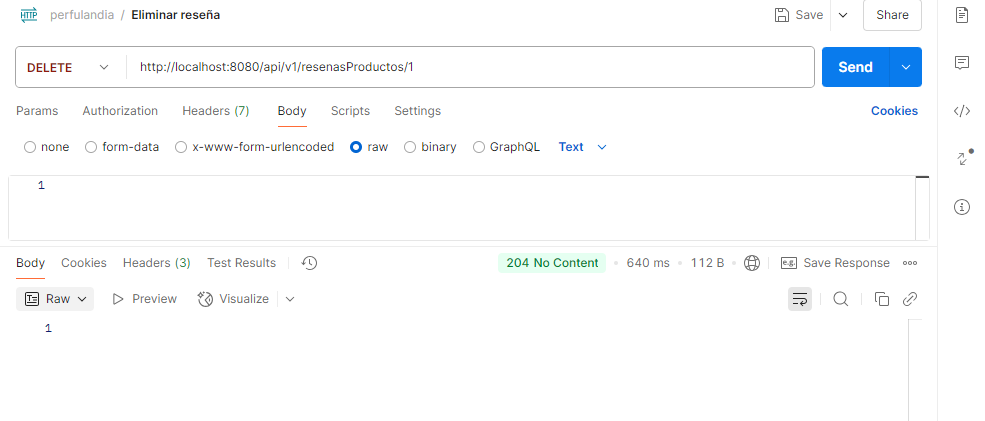 HTTP perfulandia / Eliminar reseña Save Share
DELETE http://localhost:8080/api/v1/resenasProductos/1 Send
Params Authorization Headers (7) Body Scripts Settings Cookies
none form-data x-www-form-urlencoded raw binary GraphQL Text
1
Body Cookies Headers (3) Test Results 204 No Content 640 ms 112 B e.g. Save Response
Raw Preview Visualize
1